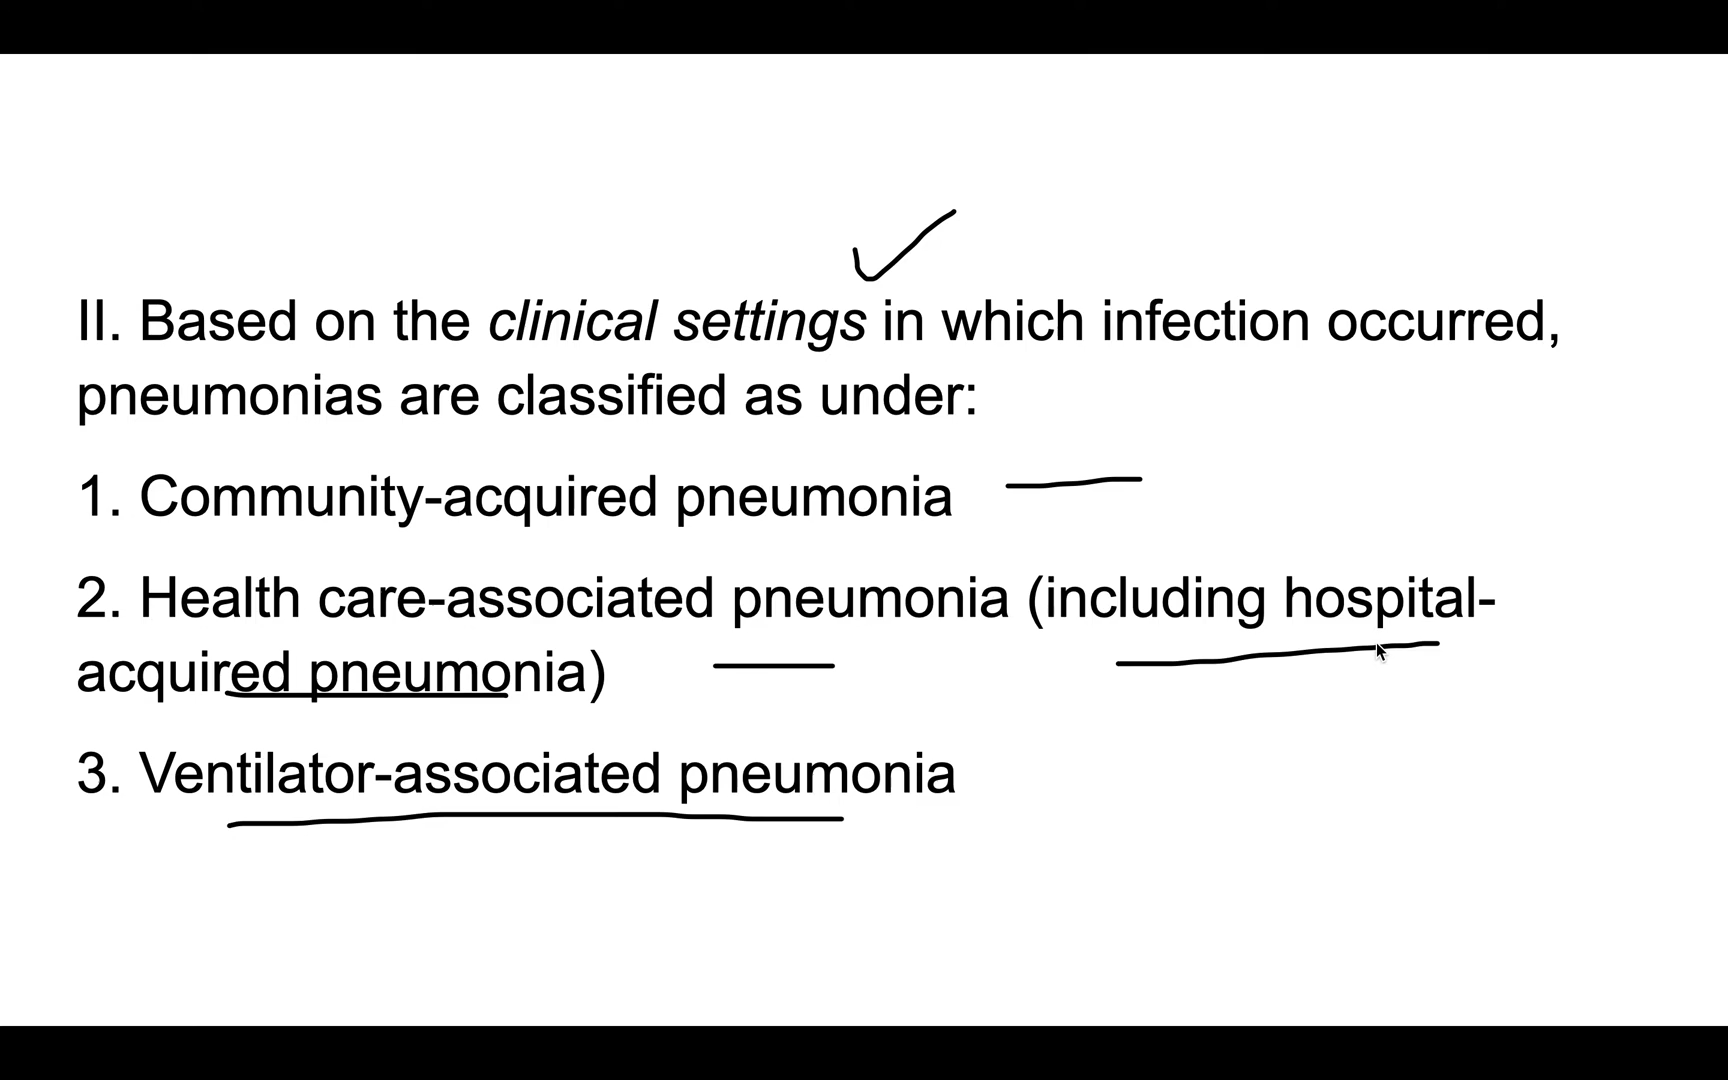 II. Based on the clinical settings in which infection occurred,
pneumonias are classified as under:
1. Community-acquired pneumonia
2. Health care-associated pneumonia (including hospital-
acquired pneumonia)
3. Ventilator-associated pneumonia